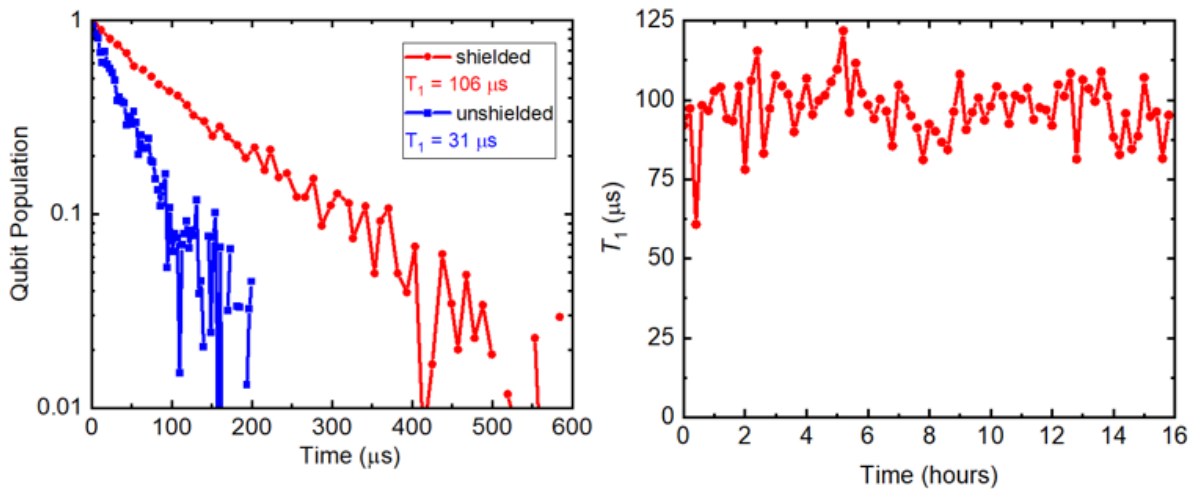 1
0.1
0.01
Qubit Population
0 100 200 300 400 500 600
Time (μs)
shielded
T₁ = 106 μs
unshielded
T₁ = 31 μs
125
100
75
50
25
0
T₁ (μs)
0 2 4 6 8 10 12 14 16
Time (hours)